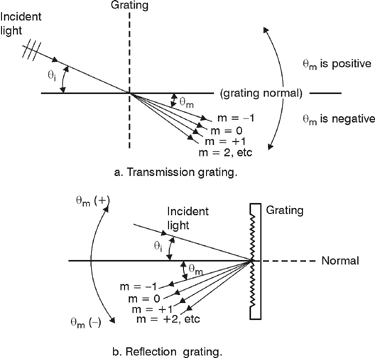 Grating
Incident
light
θi
θm is positive
θm
(grating normal)
θm is negative
m = −1
m = 0
m = +1
m = 2, etc
a. Transmission grating.
θm (+)
Incident
light
Grating
θi
Normal
θm
m = −1
m = 0
m = +1
m = +2, etc
θm (−)
b. Reflection grating.